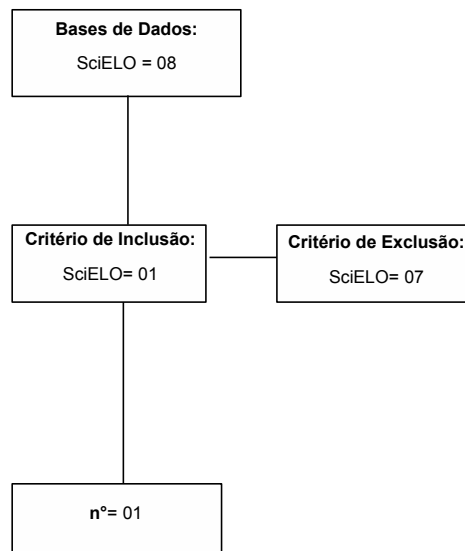 Bases de Dados:
SciELO = 08
Critério de Inclusão:
SciELO= 01
Critério de Exclusão:
SciELO= 07
n°= 01